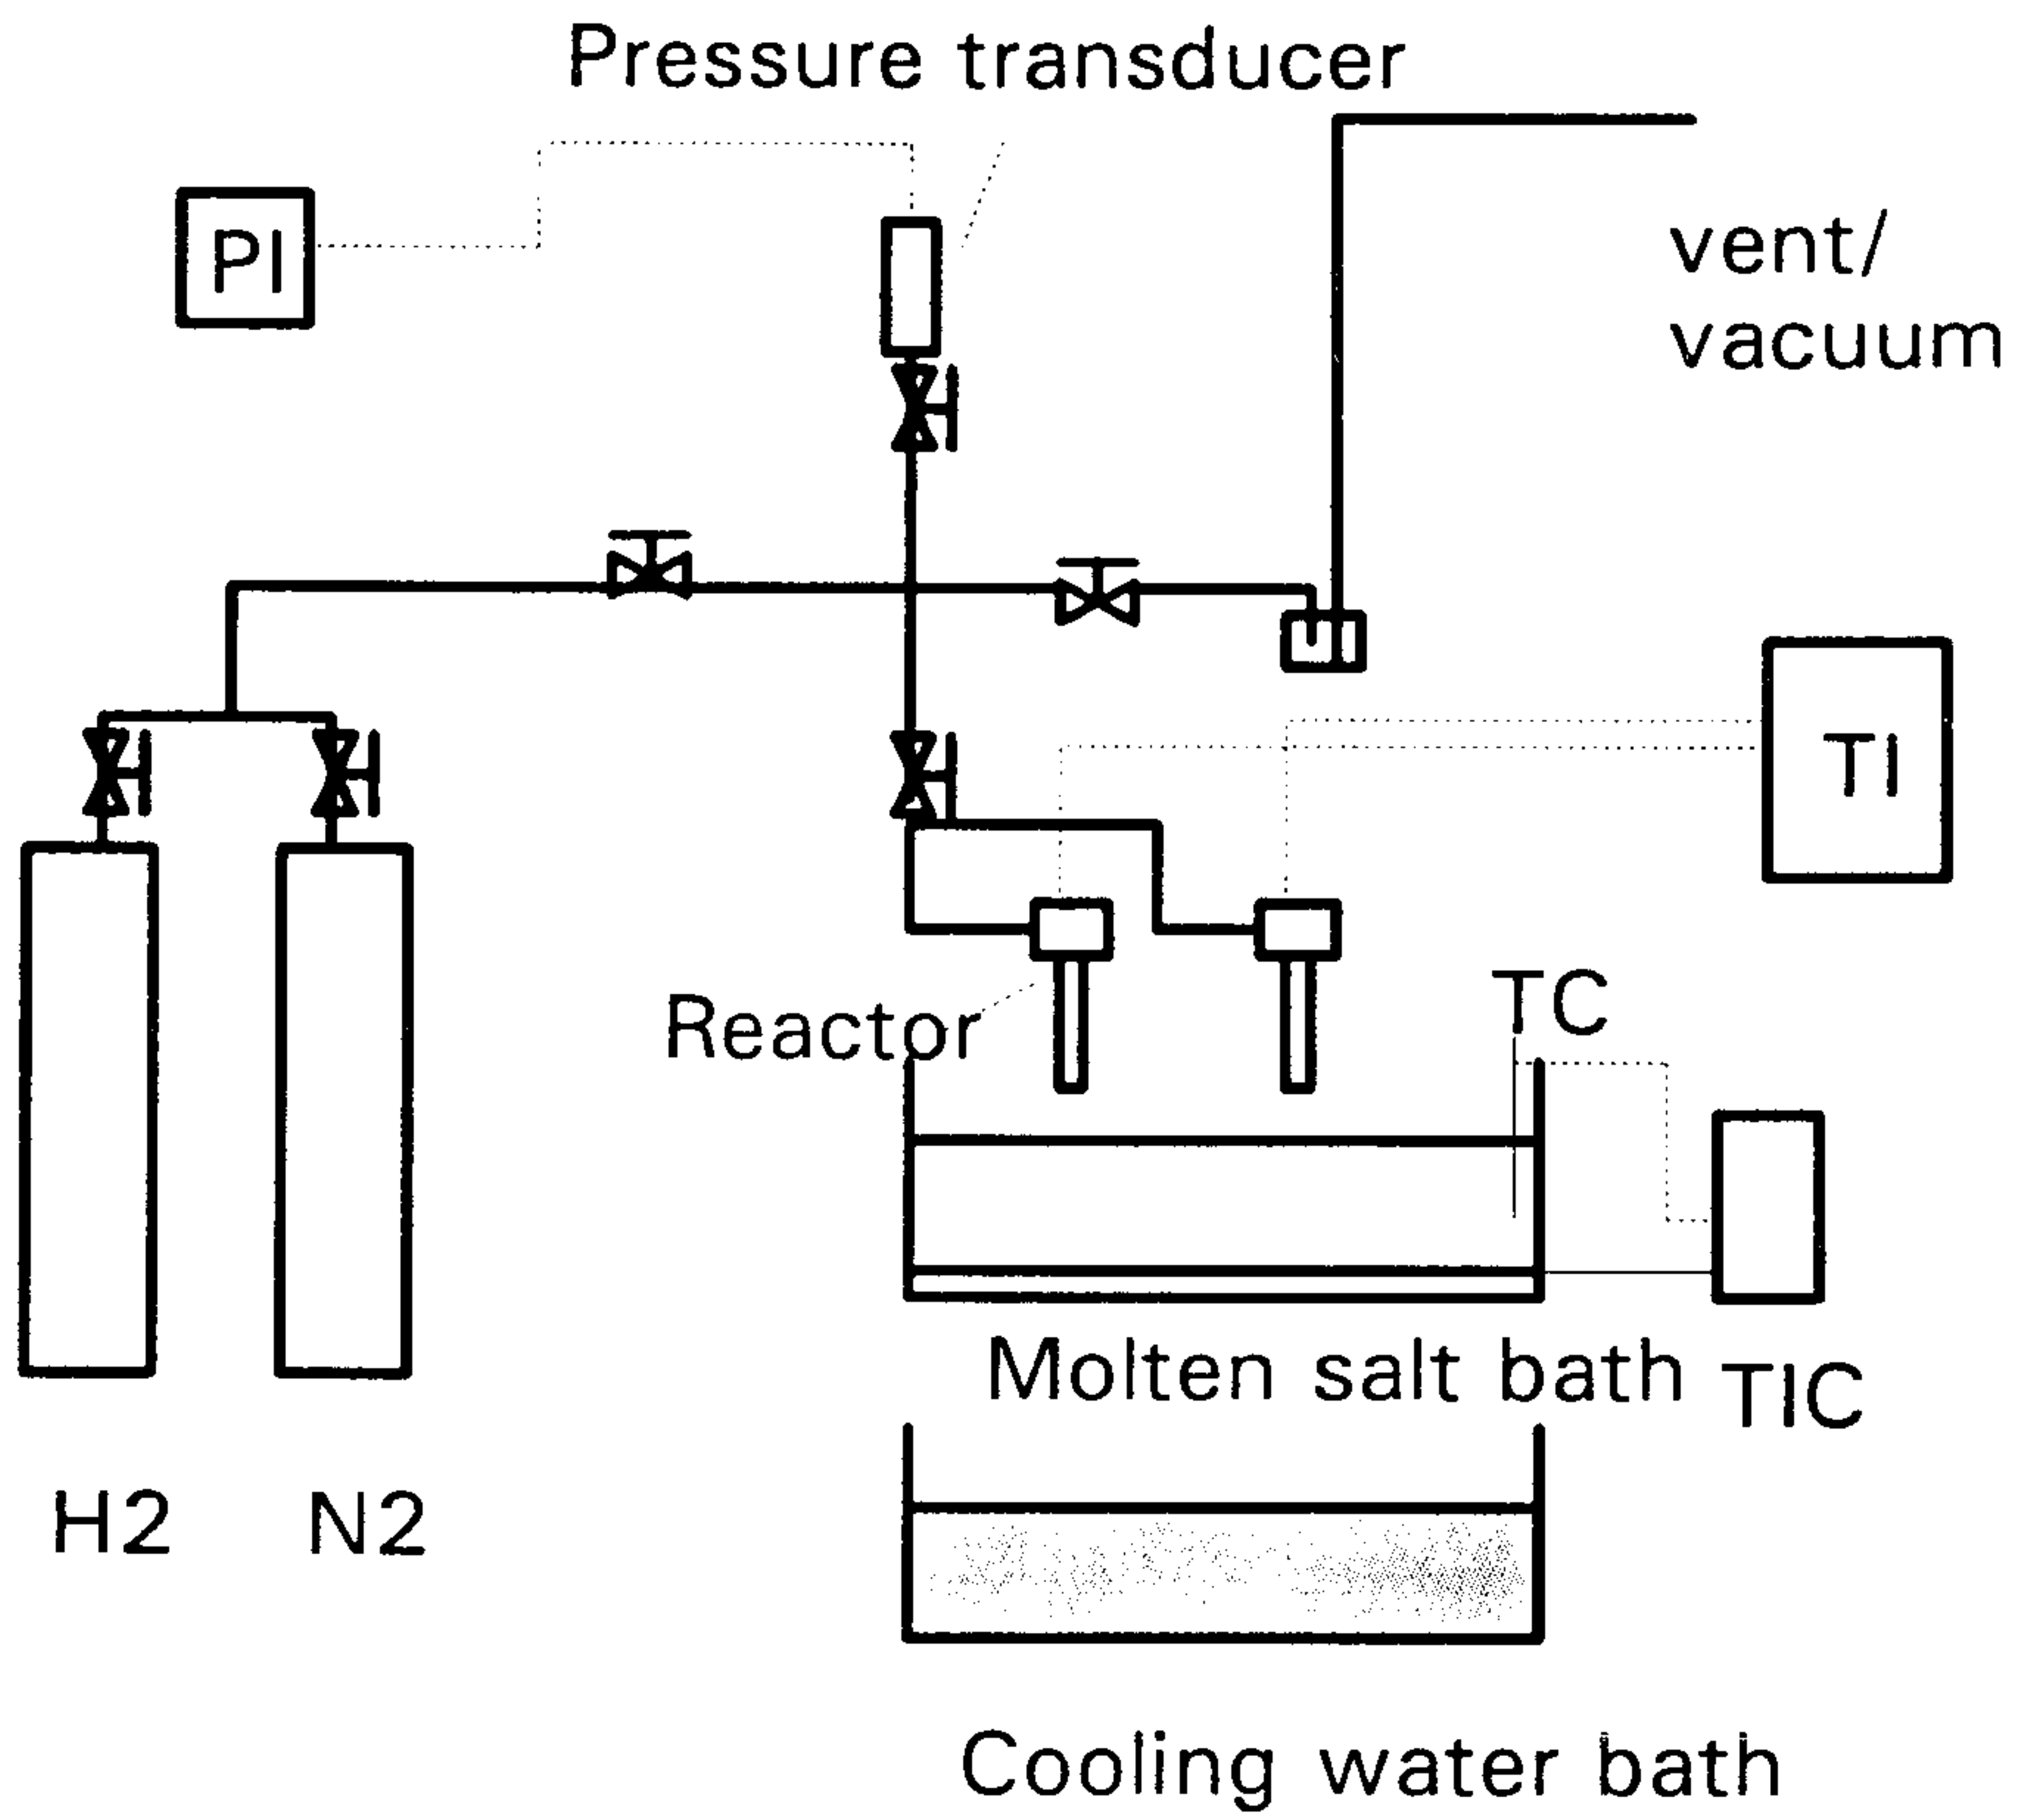 Pressure transducer
PI
vent/
vacuum
TI
Reactor
TC
Molten salt bath
TIC
H2
N2
Cooling water bath